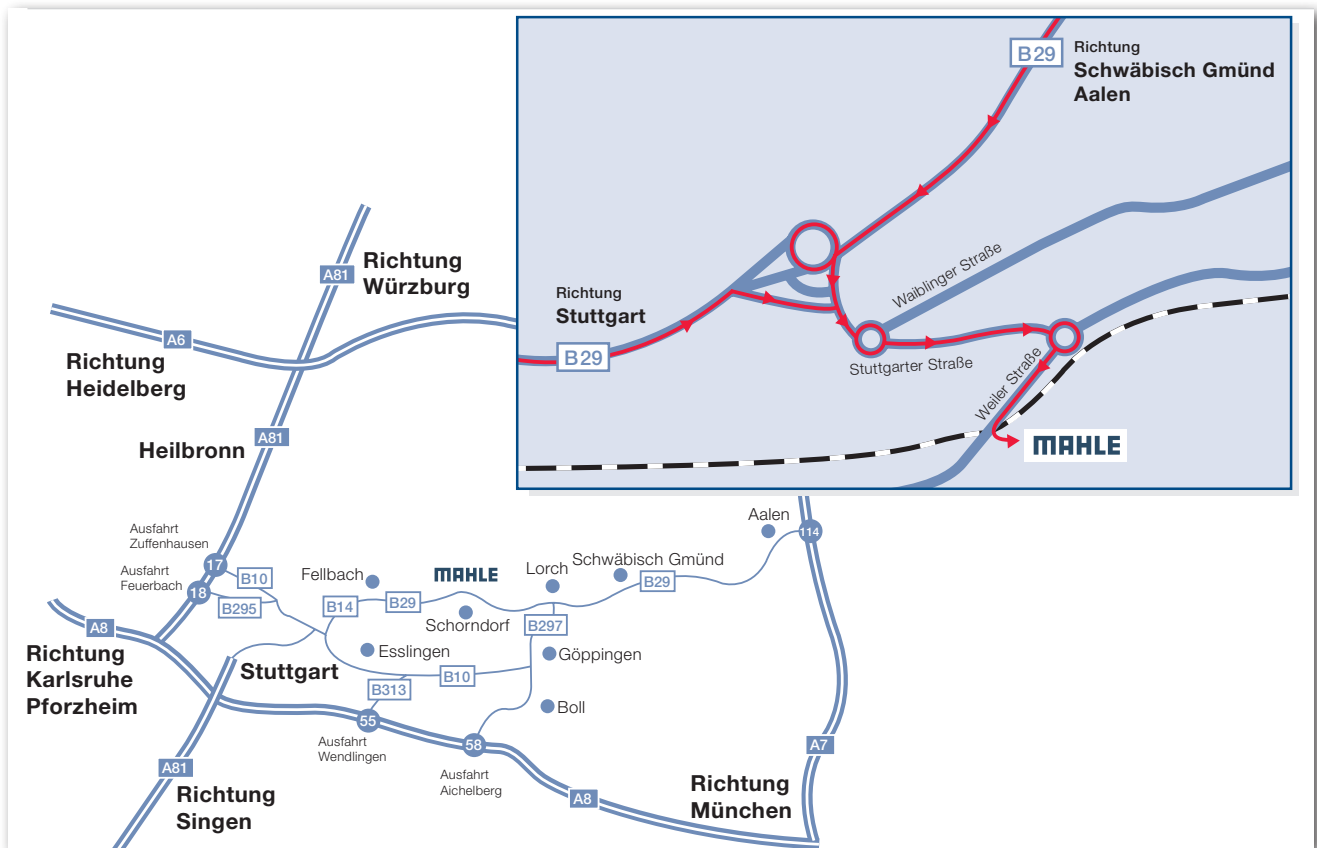 B29
Richtung
Schwäbisch Gmünd
Aalen
Waiblinger Straße
Richtung
Stuttgart
B29
Stuttgarter Straße
Weiler Straße
MAHLE
A81
Richtung
Würzburg
A6
Richtung
Heidelberg
A81
Heilbronn
Ausfahrt
Zuffenhausen
17
Ausfahrt
Feuerbach
18
B10
B295
Fellbach
MAHLE
Lorch
Schwäbisch Gmünd
Aalen
114
B14
B29
B29
Schorndorf
B297
A8
Richtung
Karlsruhe
Pforzheim
Stuttgart
Esslingen
Göppingen
B10
B313
Boll
55
Ausfahrt
Wendlingen
58
Ausfahrt
Aichelberg
A7
A81
Richtung
Singen
A8
Richtung
München